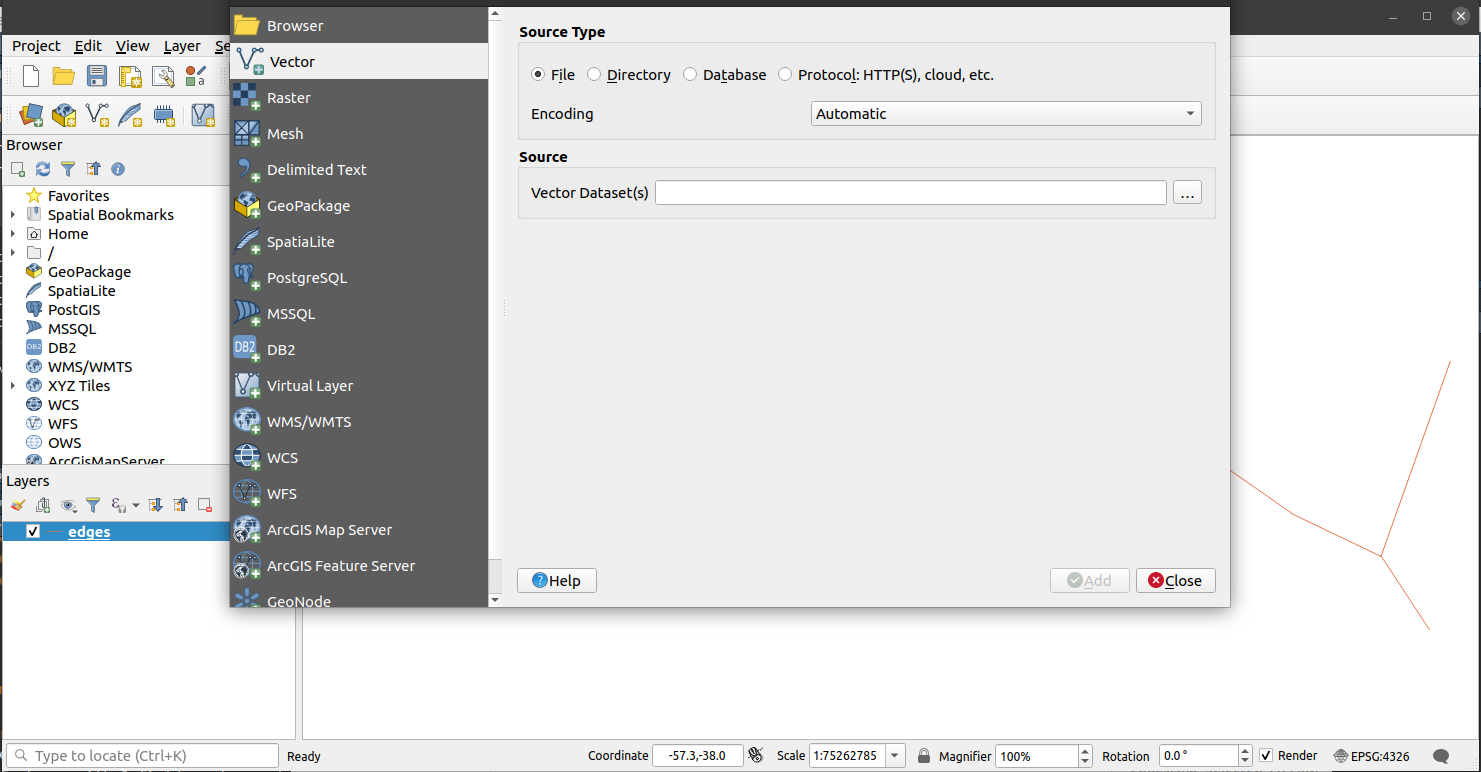 Project Edit View Layer Se
Browser
Favorites
Spatial Bookmarks
Home
/
GeoPackage
SpatiaLite
PostGIS
MSSQL
DB2
WMS/WMTS
XYZ Tiles
WCS
WFS
OWS
ArcGisMapServer
Layers
edges
Browser
Vector
Raster
Mesh
Delimited Text
GeoPackage
SpatiaLite
PostgreSQL
MSSQL
DB2
DB2
Virtual Layer
WMS/WMTS
WCS
WFS
ArcGIS Map Server
ArcGIS Feature Server
GeoNode
Source Type
File Directory Database Protocol: HTTP(S), cloud, etc.
Encoding Automatic
Source
Vector Dataset(s) ...
Help Add Close
Type to locate (Ctrl+K) Ready Coordinate -57.3,-38.0 Scale 1:75262785 Magnifier 100% Rotation 0.0 ° Render EPSG:4326